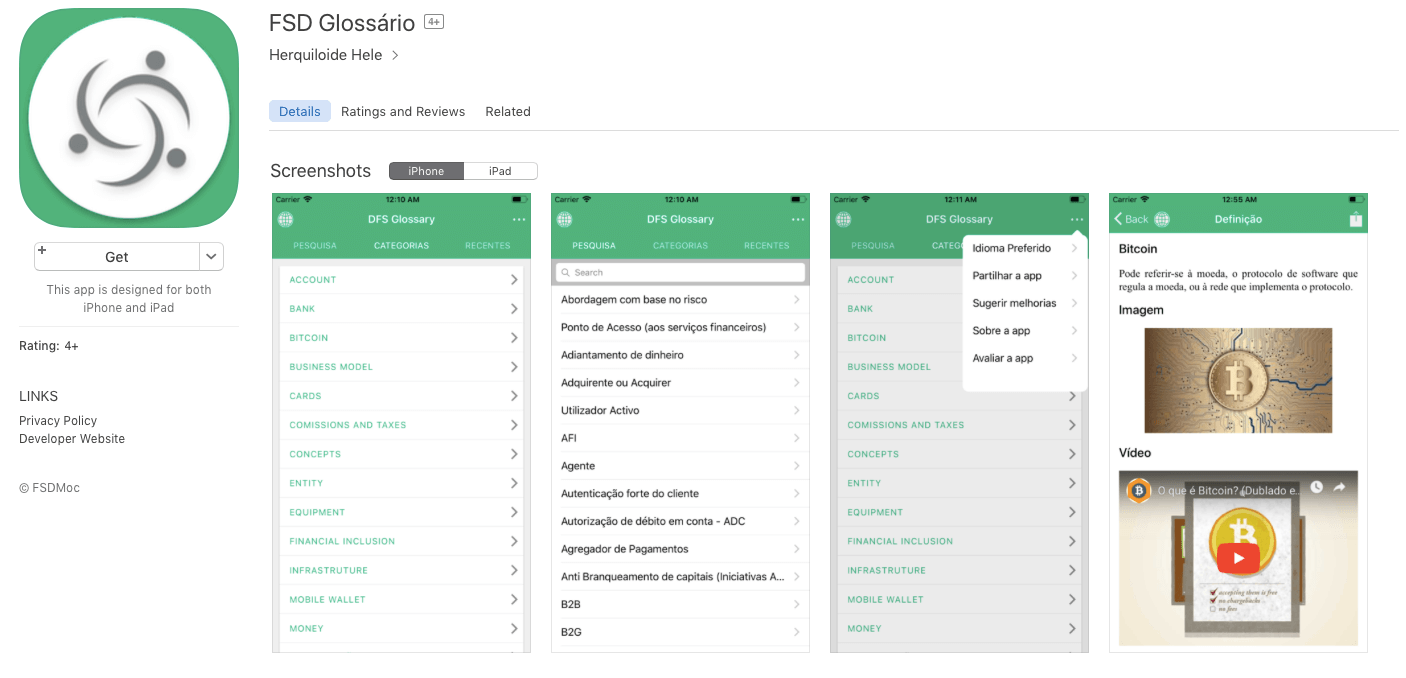 FSD Glossário 4+
Herquiloide Hele
Details Ratings and Reviews Related
Screenshots iPhone iPad
Get
This app is designed for both
iPhone and iPad
Rating: 4+
LINKS
Privacy Policy
Developer Website
© FSDMoc
Carrier 12:10 AM
DFS Glossary
PESQUISA CATEGORIAS RECENTES
ACCOUNT
BANK
BITCOIN
BUSINESS MODEL
CARDS
COMISSIONS AND TAXES
CONCEPTS
ENTITY
EQUIPMENT
FINANCIAL INCLUSION
INFRASTRUTURE
MOBILE WALLET
MONEY
Carrier 12:10 AM
DFS Glossary
PESQUISA CATEGORIAS RECENTES
Search
Abordagem com base no risco
Ponto de Acesso (aos serviços financeiros)
Adiantamento de dinheiro
Adquirente ou Acquirer
Utilizador Activo
AFI
Agente
Autenticação forte do cliente
Autorização de débito em conta - ADC
Agregador de Pagamentos
Anti Branqueamento de capitais (Iniciativas A...
B2B
B2G
Carrier 12:11 AM
DFS Glossary
PESQUISA CATEG
Idioma Preferido
Partilhar a app
Sugerir melhorias
Sobre a app
Avaliar a app
ACCOUNT
BANK
BITCOIN
BUSINESS MODEL
CARDS
COMISSIONS AND TAXES
CONCEPTS
ENTITY
EQUIPMENT
FINANCIAL INCLUSION
INFRASTRUTURE
MOBILE WALLET
MONEY
Carrier 12:55 AM
Back Definição
Bitcoin
Pode referir-se à moeda, o protocolo de software que
regula a moeda, ou à rede que implementa o protocolo.
Imagem
Vídeo
O que é Bitcoin? (Dublado e...
accepting them is free
no chargebacks
no fees